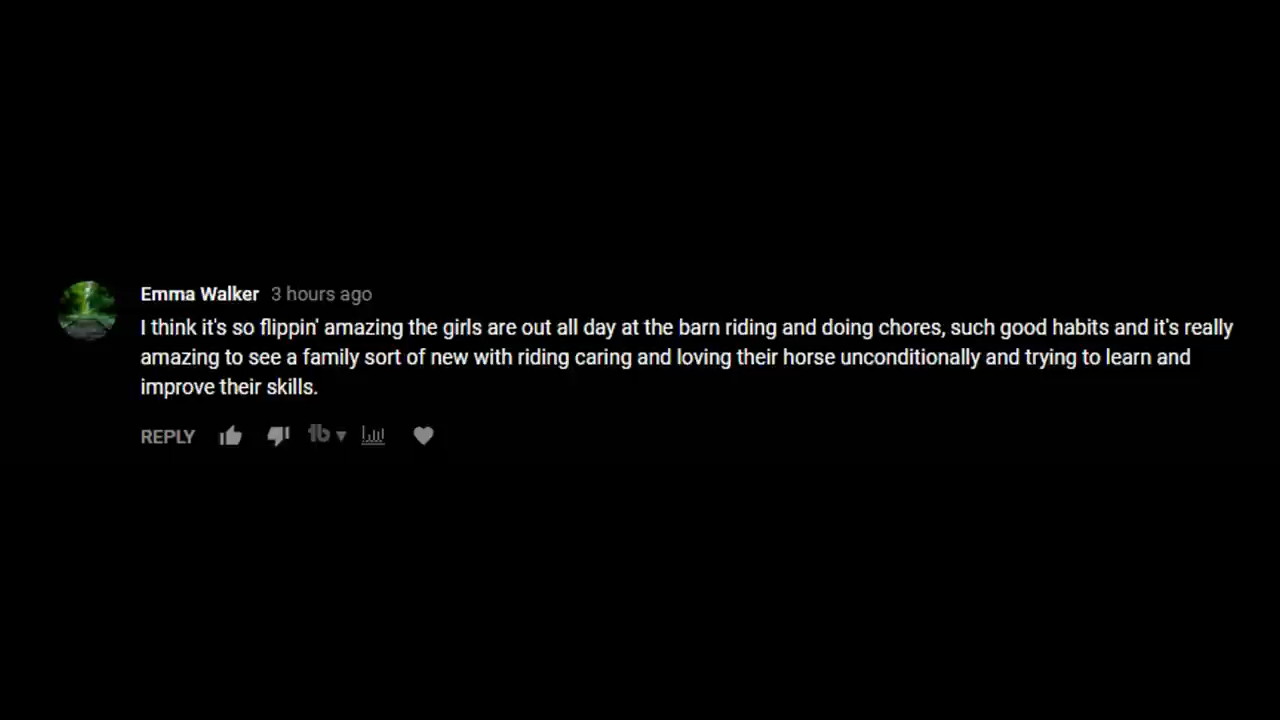 Emma Walker 3 hours ago
I think it's so flippin' amazing the girls are out all day at the barn riding and doing chores, such good habits and it's really
amazing to see a family sort of new with riding caring and loving their horse unconditionally and trying to learn and
improve their skills.
REPLY